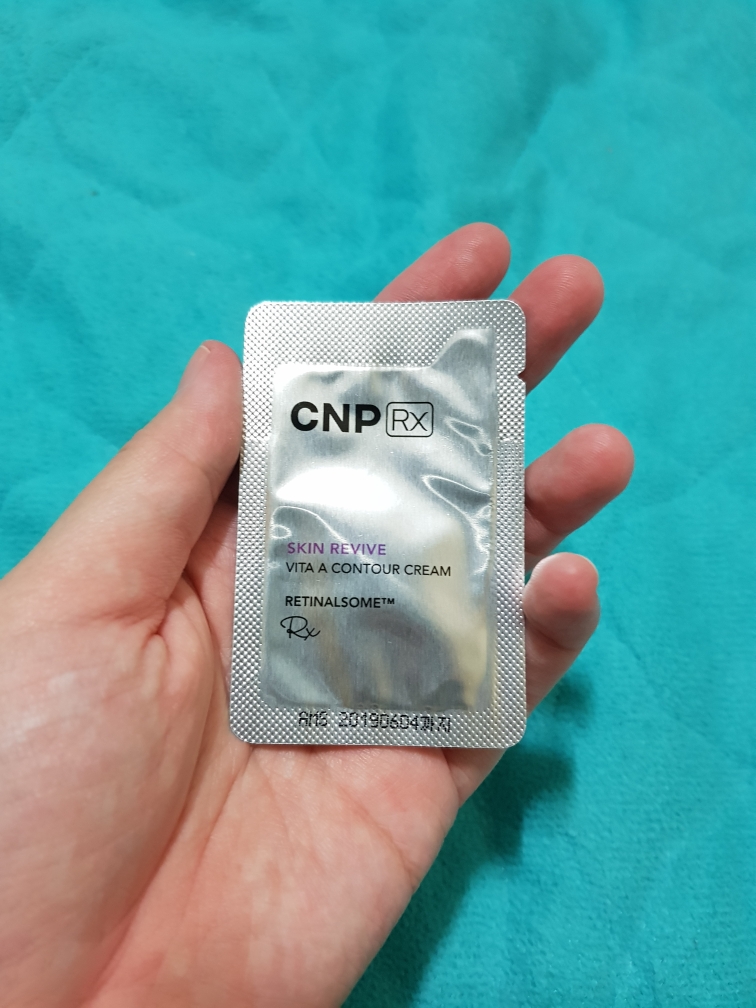 CNP Rx
SKIN REVIVE
VITA A CONTOUR CREAM
RETINALSOME™
Rx
AMS 20190604까지